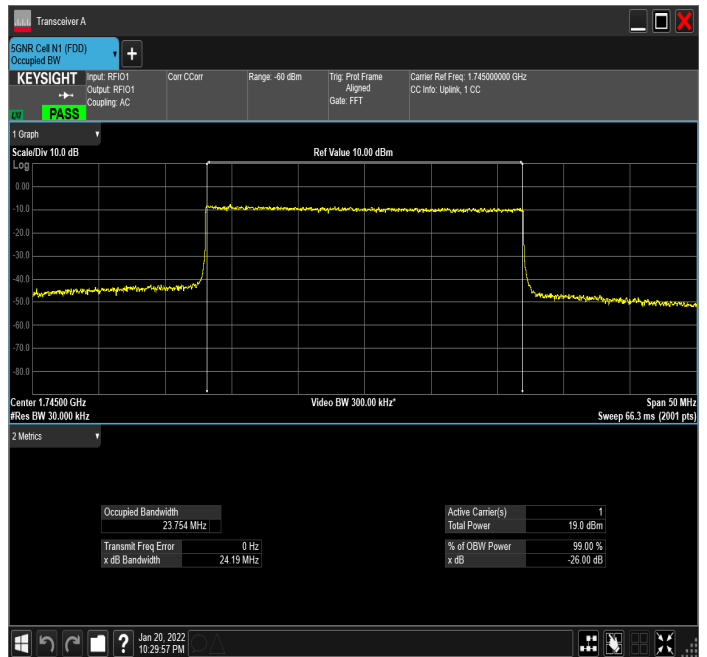 Transceiver A
5GNR Cell N1 (FDD)
Occupied BW
KEYSIGHT
Input: RFIO1
Output: RFIO1
Coupling: AC
Corr CCorr
Range: -60 dBm
Trig: Prot Frame
Aligned
Gate: FFT
Carrier Ref Freq: 1.745000000 GHz
CC Info: Uplink, 1 CC
LXI
PASS
1 Graph
Scale/Div 10.0 dB
Ref Value 10.00 dBm
Log
0.00
-10.0
-20.0
-30.0
-40.0
-50.0
-60.0
-70.0
-80.0
Center 1.74500 GHz
Video BW 300.00 kHz*
Span 50 MHz
#Res BW 30.000 kHz
Sweep 66.3 ms (2001 pts)
2 Metrics
Occupied Bandwidth
23.754 MHz
Active Carrier(s) 1
Total Power 19.0 dBm
Transmit Freq Error 0 Hz
x dB Bandwidth 24.19 MHz
% of OBW Power 99.00 %
x dB -26.00 dB
?
Jan 20, 2022
10:29:57 PM